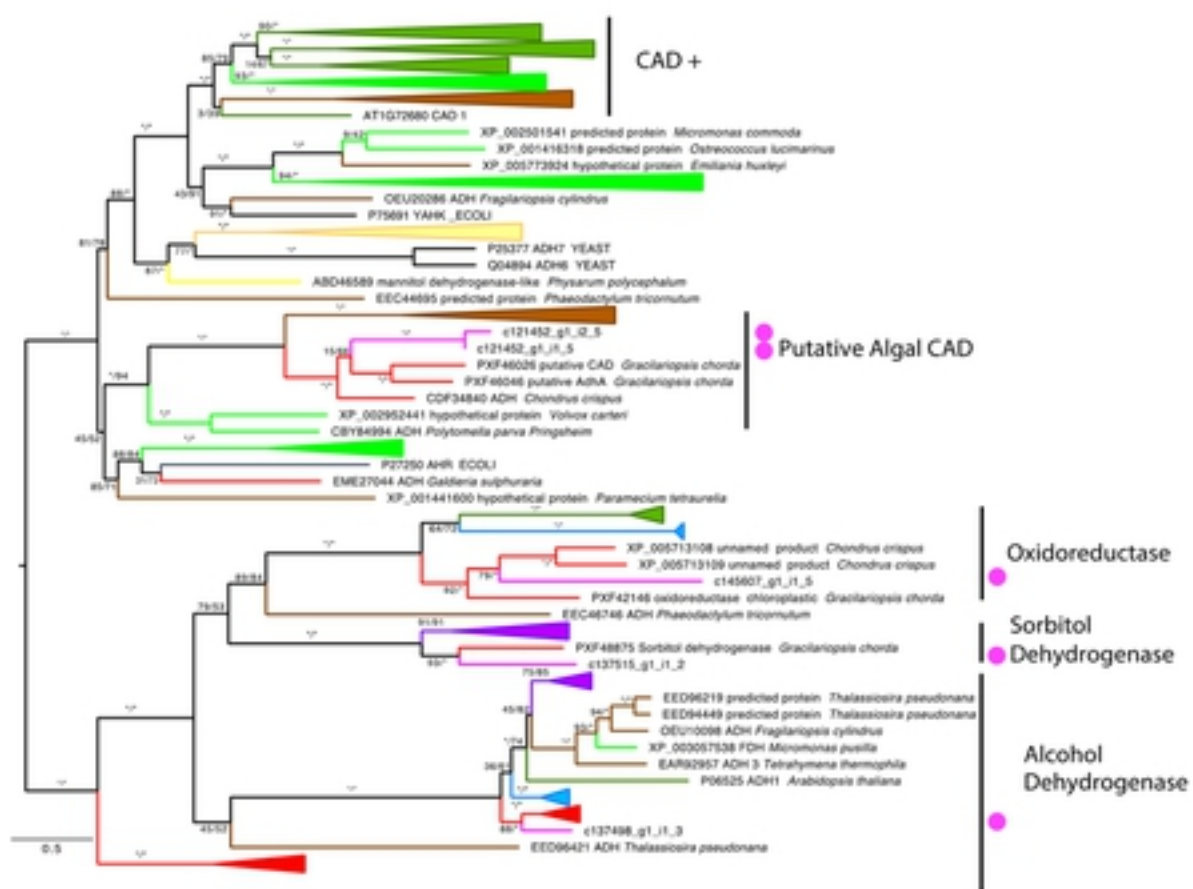 CAD +
AT1G72680 CAD 1
XP_002501541 predicted protein Micromonas commoda
XP_001416318 predicted protein Ostreococcus lucimarinus
XP_005773924 hypothetical protein Emiliania huxleyi
OEU20286 ADH Fragilariopsis cylindrus
P75691 YAHK _ECOLI
P25377 ADH7 YEAST
Q04894 ADH6 YEAST
ABD46589 mannitol dehydrogenase-like Physarum polycephalum
EEC44695 predicted protein Phaeodactylum tricornutum
c121452_g1_i2_5
c121452_g1_i1_5
Putative Algal CAD
PXF46026 putative CAD Gracilariopsis chorda
PXF46046 putative AdhA Gracilariopsis chorda
CDF34840 ADH Chondrus crispus
XP_002952441 hypothetical protein Volvox carteri
CBY84994 ADH Polytomella parva Pringsheim
P27250 AHR ECOLI
EME27044 ADH Galdieria sulphuraria
XP_001441600 hypothetical protein Paramecium tetraurelia
XP_005713108 unnamed product Chondrus crispus
Oxidoreductase
XP_005713109 unnamed product Chondrus crispus
c145607_g1_i1_5
PXF42146 oxidoreductase chloroplastic Gracilariopsis chorda
EEC46746 ADH Phaeodactylum tricornutum
Sorbitol
Dehydrogenase
PXF48875 Sorbitol dehydrogenase Gracilariopsis chorda
c137515_g1_i1_2
EED96219 predicted protein Thalassiosira pseudonana
EED94449 predicted protein Thalassiosira pseudonana
OEU10098 ADH Fragilariopsis cylindrus
XP_003057538 FDH Micromonas pusilla
EAR92957 ADH 3 Tetrahymena thermophila
P06525 ADH1 Arabidopsis thaliana
Alcohol
Dehydrogenase
c137498_g1_i1_3
EED96421 ADH Thalassiosira pseudonana
0.5